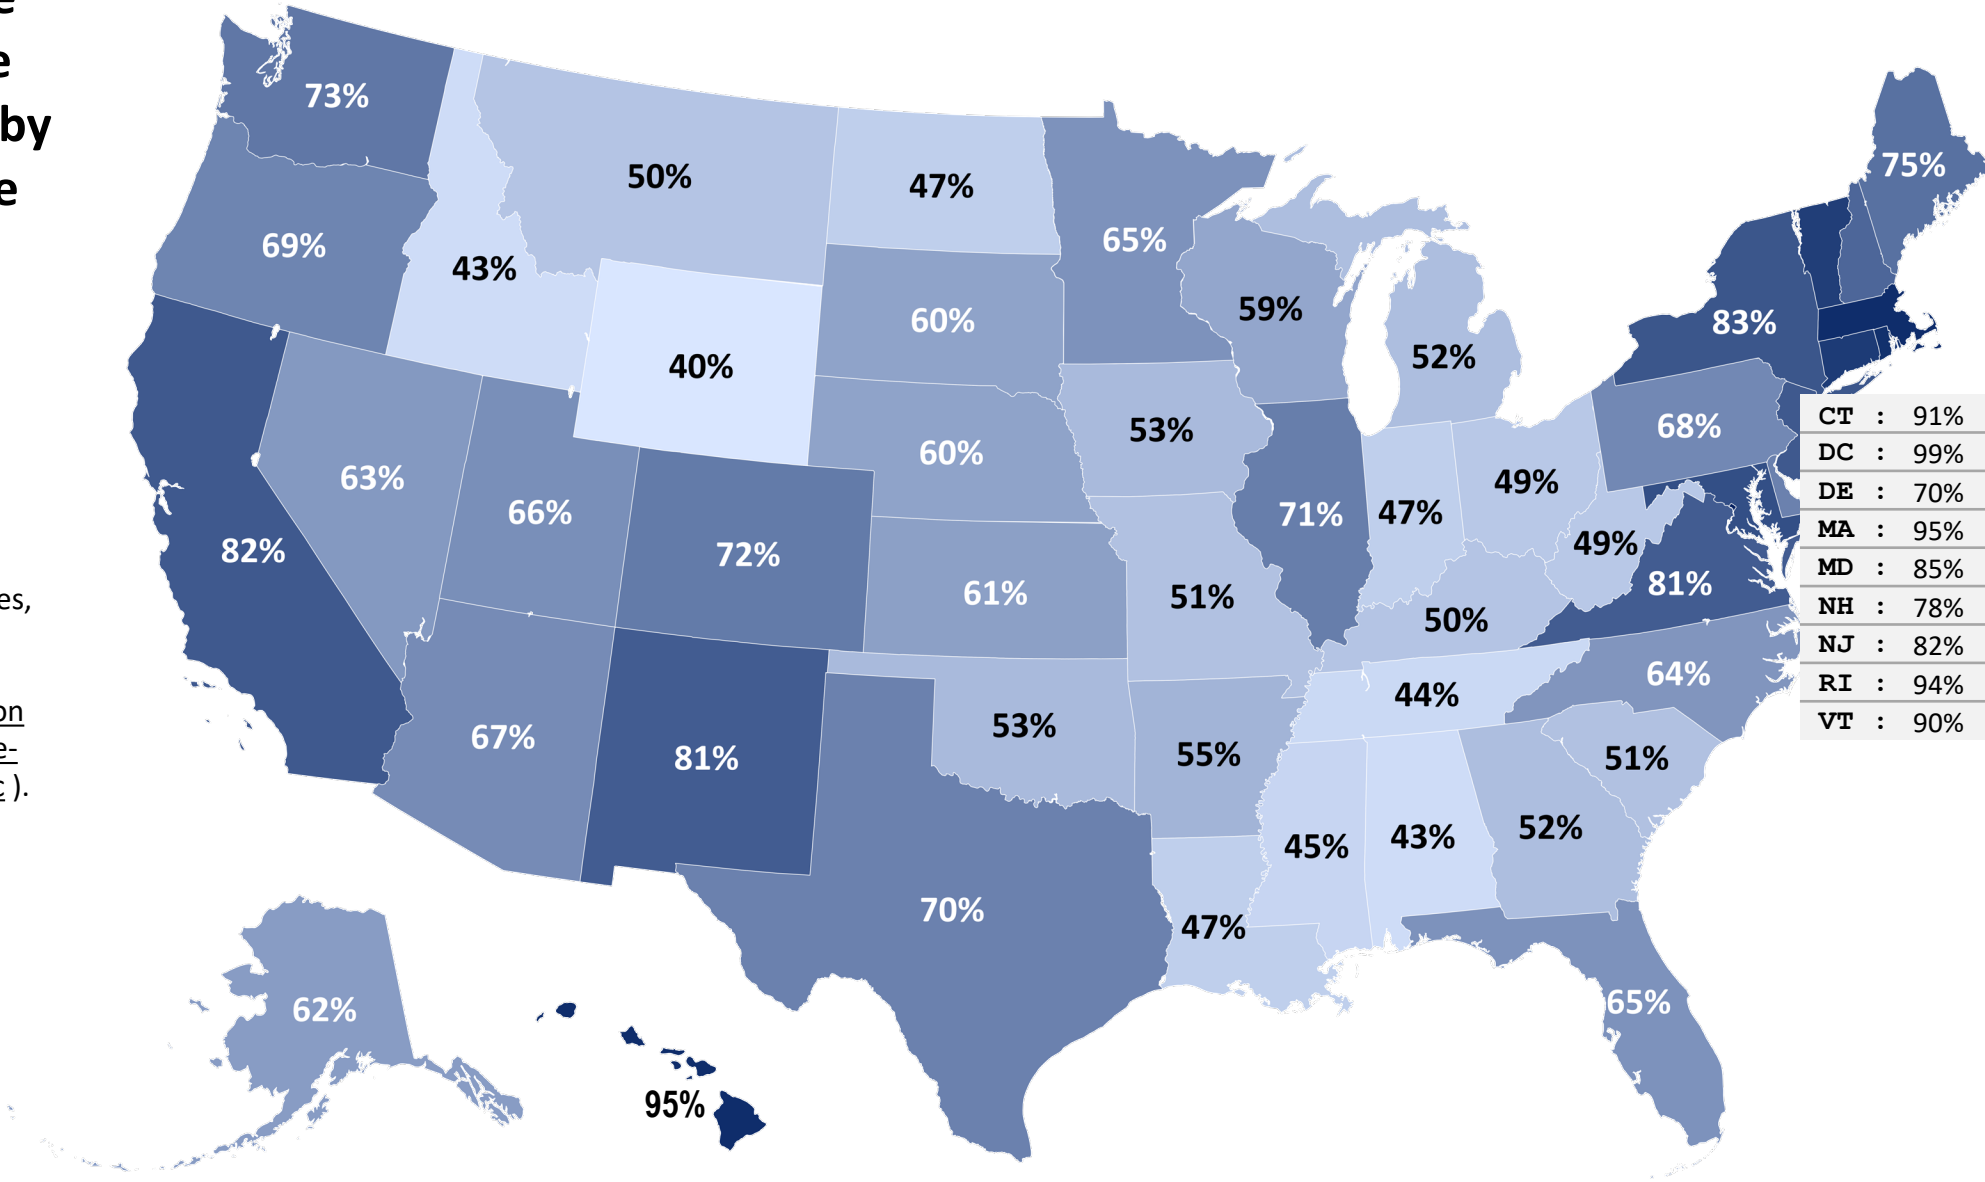 e
e
by
e
es,
on
e-
c ).
73%
69%
43%
50%
47%
65%
59%
52%
75%
83%
40%
60%
60%
53%
68%
63%
66%
72%
61%
51%
71%
47%
49%
49%
50%
81%
82%
67%
81%
53%
55%
44%
64%
51%
45%
43%
52%
70%
47%
65%
62%
95%
CT : 91%
DC : 99%
DE : 70%
MA : 95%
MD : 85%
NH : 78%
NJ : 82%
RI : 94%
VT : 90%